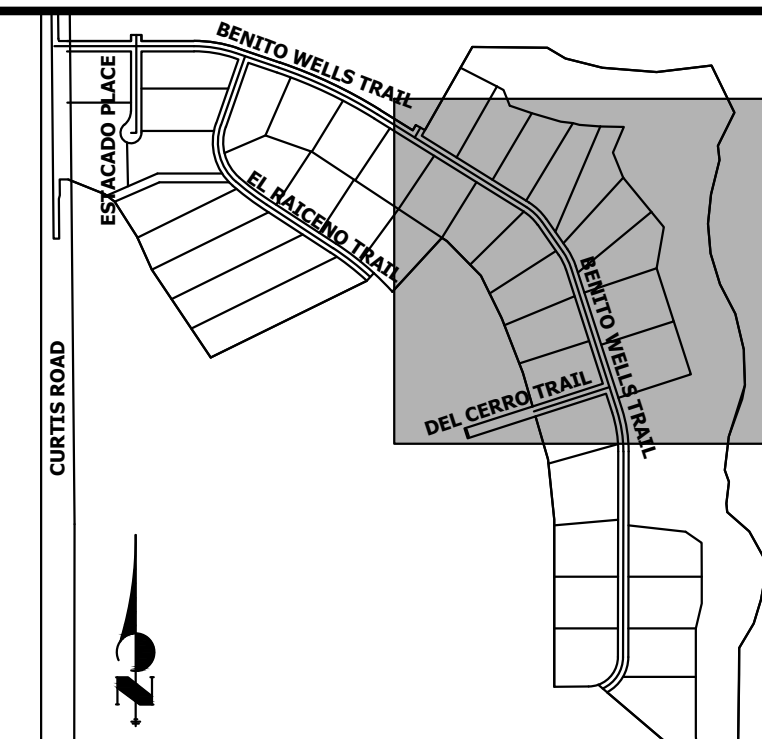 BENITO WELLS TRAIL
ESTACADO PLACE
EL RAICENO TRAIL
BENITO WELLS TRAIL
CURTIS ROAD
DEL CERRO TRAIL
N